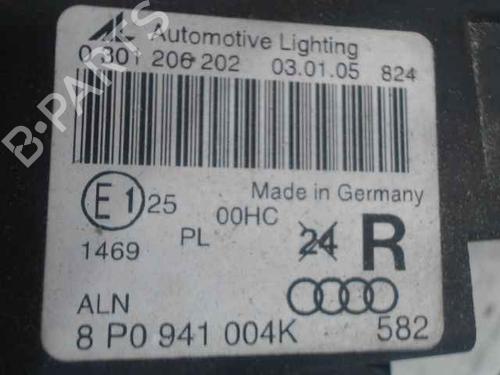 AL Automotive Lighting
0 301 206 202 03.01.05 824
B-PARTS
E1 25 00HC Made in Germany
1469 PL 24 R
ALN
8 P0 941 004K 582